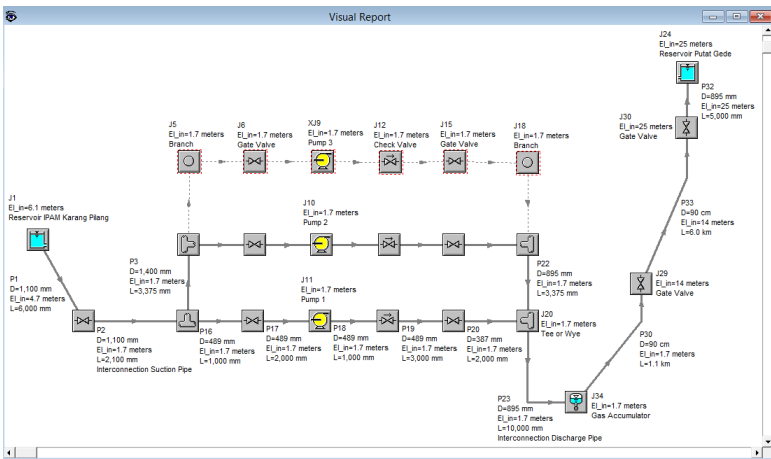 Visual Report
J24
El_in=25 meters
Reservoir Putat Gede
P32
D=895 mm
El_in=25 meters
L=5,000 mm
J30
El_in=25 meters
Gate Valve
J5
El_in=1.7 meters
Branch
J6
El_in=1.7 meters
Gate Valve
XJ9
El_in=1.7 meters
Pump 3
J12
El_in=1.7 meters
Check Valve
J15
El_in=1.7 meters
Gate Valve
J18
El_in=1.7 meters
Branch
J1
El_in=6.1 meters
Reservoir IPAM Karang Pilang
J10
El_in=1.7 meters
Pump 2
P33
D=90 cm
El_in=14 meters
L=6.0 km
P3
D=1,400 mm
El_in=1.7 meters
L=3,375 mm
P22
D=895 mm
El_in=1.7 meters
L=3,375 mm
J29
El_in=14 meters
Gate Valve
P1
D=1,100 mm
El_in=4.7 meters
L=6,000 mm
J11
El_in=1.7 meters
Pump 1
J20
El_in=1.7 meters
Tee or Wye
P2
D=1,100 mm
El_in=1.7 meters
L=2,100 mm
Interconnection Suction Pipe
P16
D=489 mm
El_in=1.7 meters
L=1,000 mm
P17
D=489 mm
El_in=1.7 meters
L=2,000 mm
P18
D=489 mm
El_in=1.7 meters
L=1,000 mm
P19
D=489 mm
El_in=1.7 meters
L=3,000 mm
P20
D=387 mm
El_in=1.7 meters
L=2,000 mm
P30
D=90 cm
El_in=1.7 meters
L=1.1 km
P23
D=895 mm
El_in=1.7 meters
L=10,000 mm
Interconnection Discharge Pipe
J34
El_in=1.7 meters
Gas Accumulator